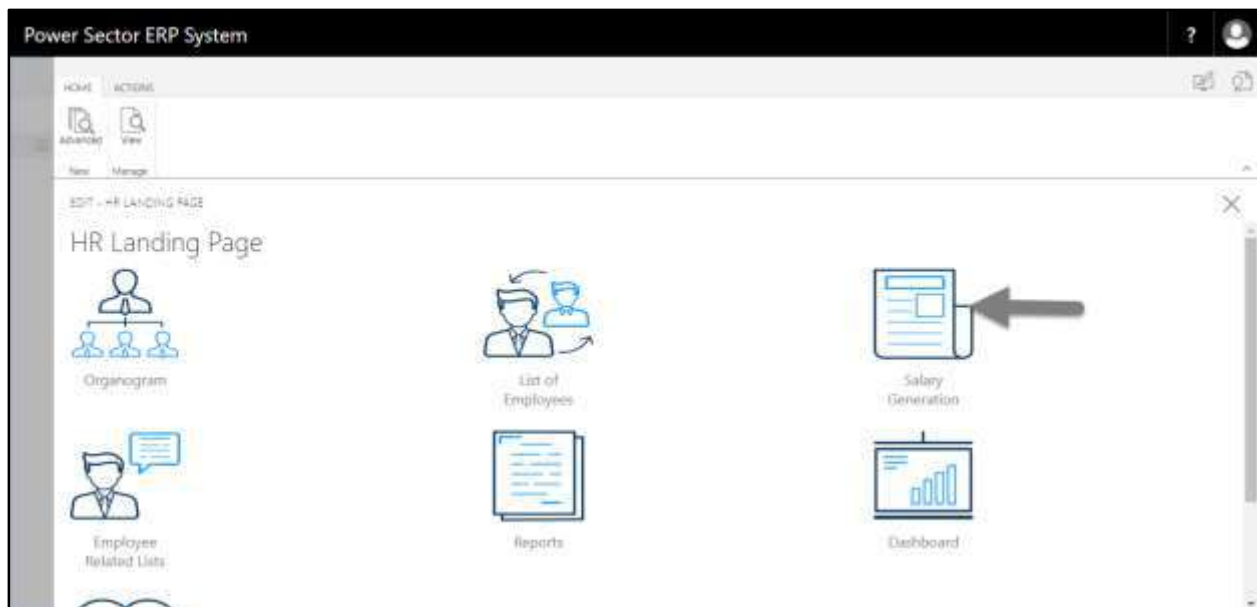 Power Sector ERP System
?
HOME ACTIONS
Advanced View
New Manage
EDIT - HR LANDING PAGE
HR Landing Page
Organogram
List of
Employees
Salary
Generation
Employee
Related Lists
Reports
Dashboard